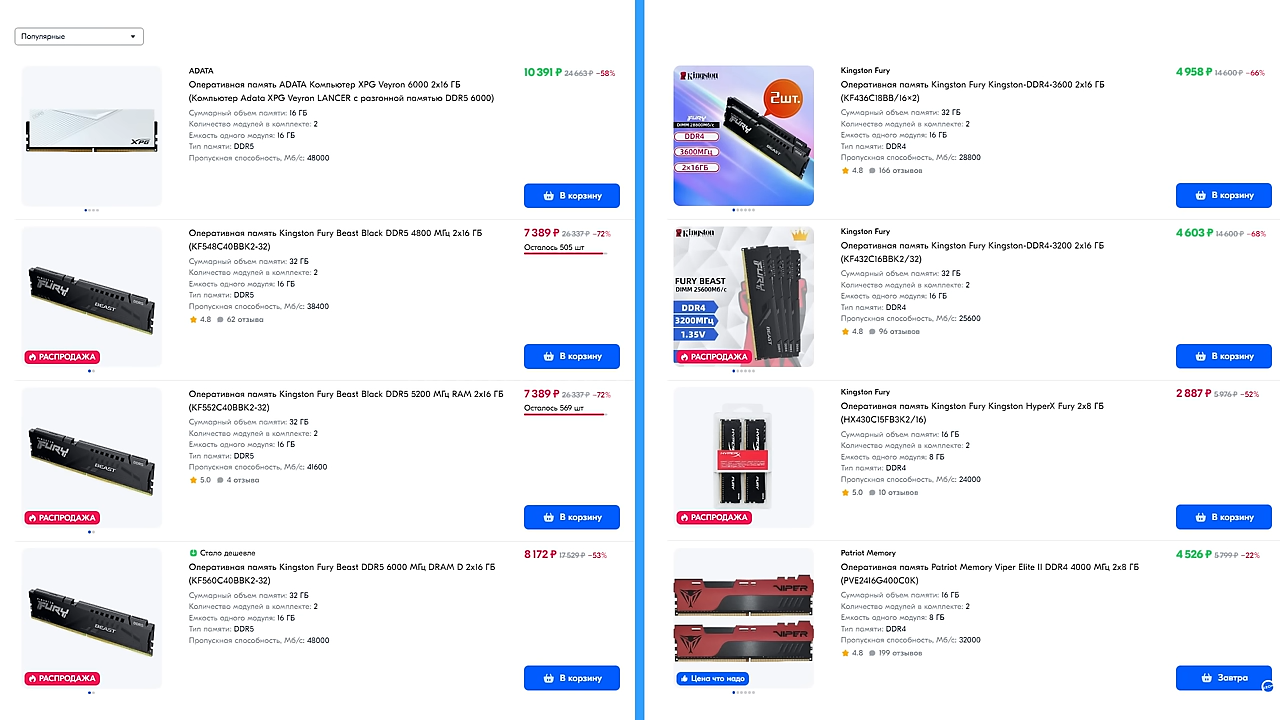 Популярные
ADATA
Оперативная память ADATA Компьютер XPG Veyron 6000 2x16 ГБ
(Компьютер Adata XPG Veyron LANCER с разгонной памятью DDR5 6000)
Суммарный объем памяти: 16 ГБ
Количество модулей в комплекте: 2
Емкость одного модуля: 16 ГБ
Тип памяти: DDR5
Пропускная способность, Мб/с: 48000
10 391 ₽ 24 663 ₽ −58%
В корзину
XPG
Оперативная память Kingston Fury Beast Black DDR5 4800 МГц 2x16 ГБ
(KF548C40BBK2-32)
Суммарный объем памяти: 32 ГБ
Количество модулей в комплекте: 2
Емкость одного модуля: 16 ГБ
Тип памяти: DDR5
Пропускная способность, Мб/с: 38400
4.8 62 отзыва
7 389 ₽ 26 337 ₽ −72%
Осталось 505 шт
В корзину
FURY
BEAST
РАСПРОДАЖА
Оперативная память Kingston Fury Beast Black DDR5 5200 МГц RAM 2x16 ГБ
(KF552C40BBK2-32)
Суммарный объем памяти: 32 ГБ
Количество модулей в комплекте: 2
Емкость одного модуля: 16 ГБ
Тип памяти: DDR5
Пропускная способность, Мб/с: 41600
5.0 4 отзыва
7 389 ₽ 26 337 ₽ −72%
Осталось 569 шт
В корзину
FURY
BEAST
РАСПРОДАЖА
Стало дешевле
Оперативная память Kingston Fury Beast DDR5 6000 МГц DRAM D 2x16 ГБ
(KF560C40BBK2-32)
Суммарный объем памяти: 32 ГБ
Количество модулей в комплекте: 2
Емкость одного модуля: 16 ГБ
Тип памяти: DDR5
Пропускная способность, Мб/с: 48000
8 172 ₽ 17 529 ₽ −53%
В корзину
FURY
BEAST
РАСПРОДАЖА
Kingston Fury
Оперативная память Kingston Fury Kingston-DDR4-3600 2x16 ГБ
(KF436C18BB/16×2)
Суммарный объем памяти: 32 ГБ
Количество модулей в комплекте: 2
Емкость одного модуля: 16 ГБ
Тип памяти: DDR4
Пропускная способность, Мб/с: 28800
4.8 166 отзывов
4 958 ₽ 14 600 ₽ −66%
В корзину
Kingston
2шт.
FURY
DIMM 28800Мб/с
DDR4
3600МГц
2×16ГБ
FURY
BEAST
Оперативная память Kingston Fury Kingston-DDR4-3200 2x16 ГБ
Kingston Fury
(KF432C16BBK2/32)
Суммарный объем памяти: 32 ГБ
Количество модулей в комплекте: 2
Емкость одного модуля: 16 ГБ
Тип памяти: DDR4
Пропускная способность, Мб/с: 25600
4.8 96 отзывов
4 603 ₽ 14 600 ₽ −68%
В корзину
Kingston
FURY BEAST
DIMM 25600Мб/с
DDR4
3200МГц
1.35V
FURY
BEAST
РАСПРОДАЖА
Kingston Fury
Оперативная память Kingston Fury Kingston HyperX Fury 2x8 ГБ
(HX430C15FB3K2/16)
Суммарный объем памяти: 16 ГБ
Количество модулей в комплекте: 2
Емкость одного модуля: 8 ГБ
Тип памяти: DDR4
Пропускная способность, Мб/с: 24000
5.0 10 отзывов
2 887 ₽ 5 976 ₽ −52%
В корзину
HYPERX
FURY
FURY
РАСПРОДАЖА
Patriot Memory
Оперативная память Patriot Memory Viper Elite II DDR4 4000 МГц 2x8 ГБ
(PVE2416G400C0K)
Суммарный объем памяти: 16 ГБ
Количество модулей в комплекте: 2
Емкость одного модуля: 8 ГБ
Тип памяти: DDR4
Пропускная способность, Мб/с: 32000
4.8 199 отзывов
4 526 ₽ 5 799 ₽ −22%
Завтра
VIPER
VIPER
Цена что надо